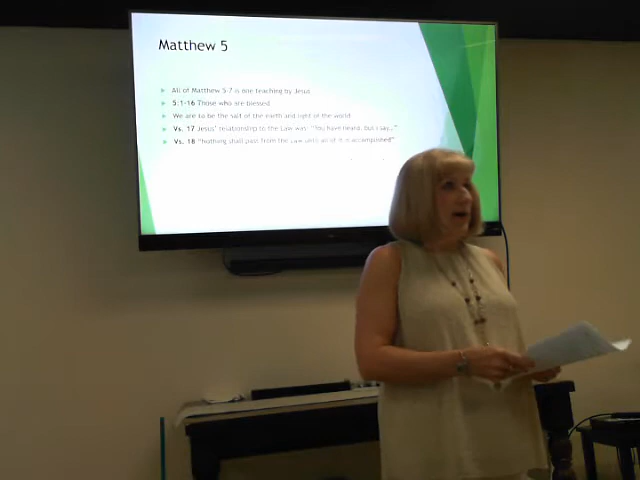 Matthew 5
All of Matthew 5-7 is one teaching by Jesus
5:1-16 Those who are blessed
We are to be the salt of the earth and light of the world
Vs. 17 Jesus' relationship to the Law was: "You have heard, but I say…"
Vs. 18 "Nothing shall pass from the Law until all of it is accomplished"